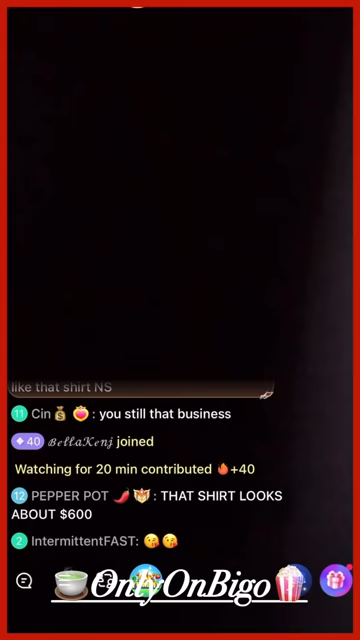 like that shirt NS
11 Cin💰 💝 : you still that business
40 𝓑𝓮𝓵𝓵𝓪𝓚𝓮𝓷𝓳 joined
Watching for 20 min contributed 🔥+40
12 PEPPER POT 🌶️ : THAT SHIRT LOOKS
ABOUT $600
2 IntermittentFAST: 😘 😘
🍵 OnlyOnBigo 🍿